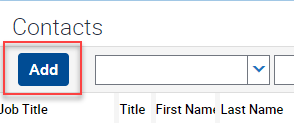 Contacts
Add
Job Title Title First Name Last Name